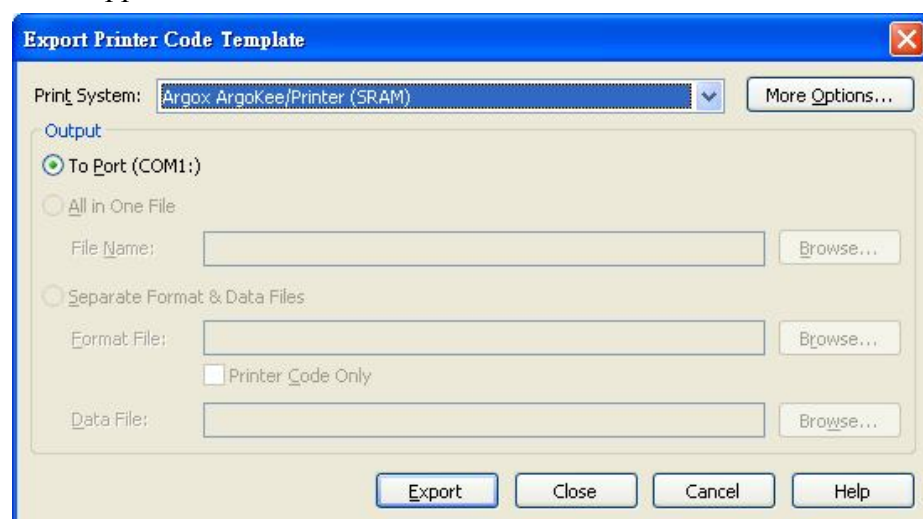 Export Printer Code Template
Print System: Argox ArgoKee/Printer (SRAM) More Options...
Output
To Port (COM1:)
All in One File
File Name: Browse...
Separate Format & Data Files
Format File: Browse...
Printer Code Only
Data File: Browse...
Export Close Cancel Help